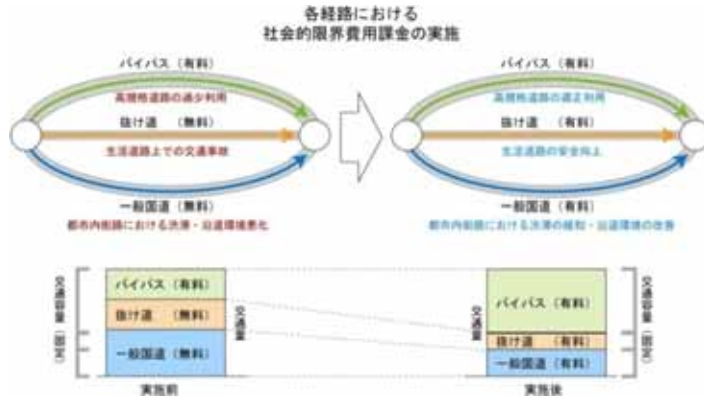 各経路における
社会的限界費用課金の実施
バイパス（有料）
高規格道路の過少利用
抜け道　（無料）
生活道路上での交通事故
一般国道（無料）
都市内街路における渋滞・沿道環境悪化
バイパス（有料）
高規格道路の適正利用
抜け道　（有料）
生活道路の安全向上
一般国道（有料）
都市内街路における渋滞の緩和・沿道環境の改善
交通容量（固定）
バイパス（有料）
抜け道　（無料）
一般国道（無料）
交通量
実施前
交通量
バイパス（有料）
抜け道（有料）
一般国道（有料）
交通容量（固定）
実施後